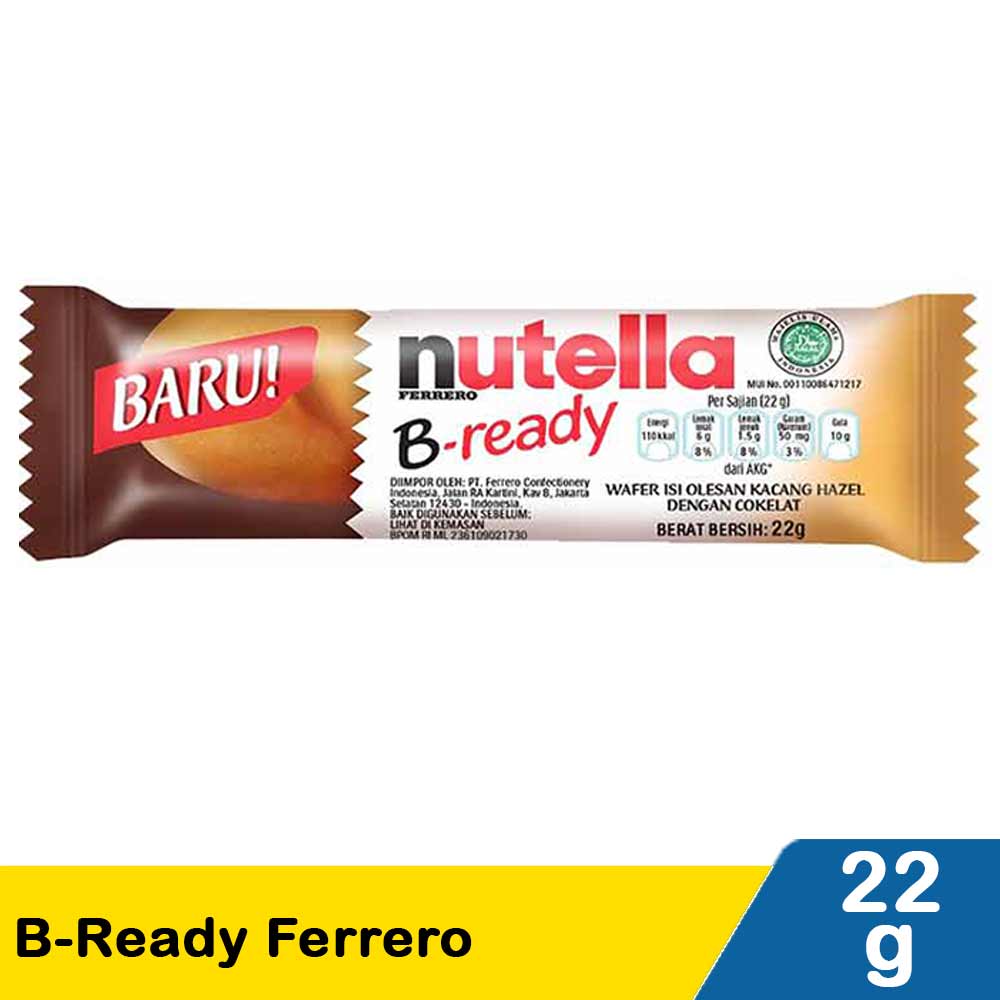 BARU!
nutella
FERRERO
B-ready
DIIMPOR OLEH: PT. Ferrero Confectionery
Indonesia, Jalan RA Kartini, Kav 8, Jakarta
Selatan 12430 - Indonesia.
BAIK DIGUNAKAN SEBELUM:
LIHAT DI KEMASAN
BPOM RI ML 236109021730
MAJELIS ULAMA
INDONESIA
MUI No. 00110086471217
Per Sajian (22 g)
Energi
110 kkal
Lemak total
6 g
8%
Lemak jenuh
1.5 g
8%
Garam (Natrium)
50 mg
3%
Gula
10 g
dari AKG*
WAFER ISI OLESAN KACANG HAZEL
DENGAN COKELAT
BERAT BERSIH: 22g
B-Ready Ferrero
22
g